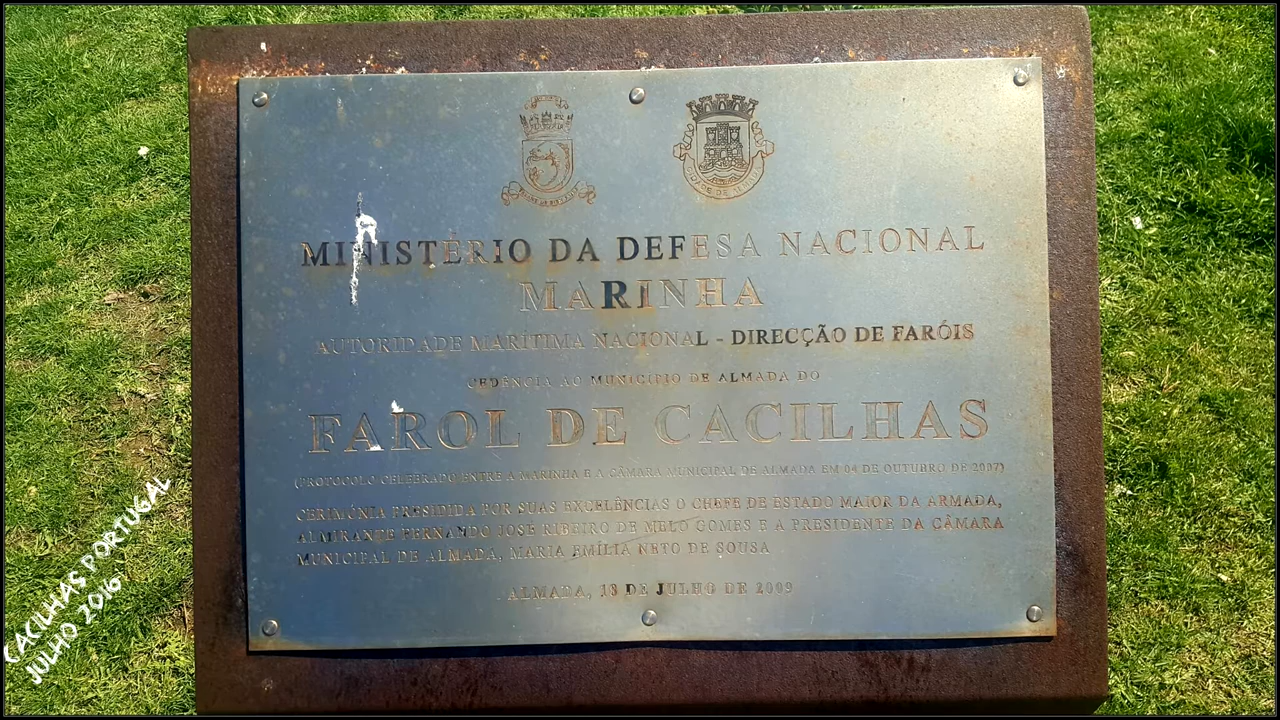 MINISTÉRIO DA DEFESA NACIONAL
MARINHA
AUTORIDADE MARÍTIMA NACIONAL - DIRECÇÃO DE FARÓIS
CEDÊNCIA AO MUNICÍPIO DE ALMADA DO
FAROL DE CACILHAS
(PROTOCOLO CELEBRADO ENTRE A MARINHA E A CÂMARA MUNICIPAL DE ALMADA EM 04 DE OUTUBRO DE 2007)
CERIMÓNIA PRESIDIDA POR SUAS EXCELÊNCIAS O CHEFE DE ESTADO MAIOR DA ARMADA,
ALMIRANTE FERNANDO JOSÉ RIBEIRO DE MELO GOMES E A PRESIDENTE DA CÂMARA
MUNICIPAL DE ALMADA, MARIA EMÍLIA NETO DE SOUSA
ALMADA, 18 DE JULHO DE 2009
CACILHAS PORTUGAL
JULHO 2016